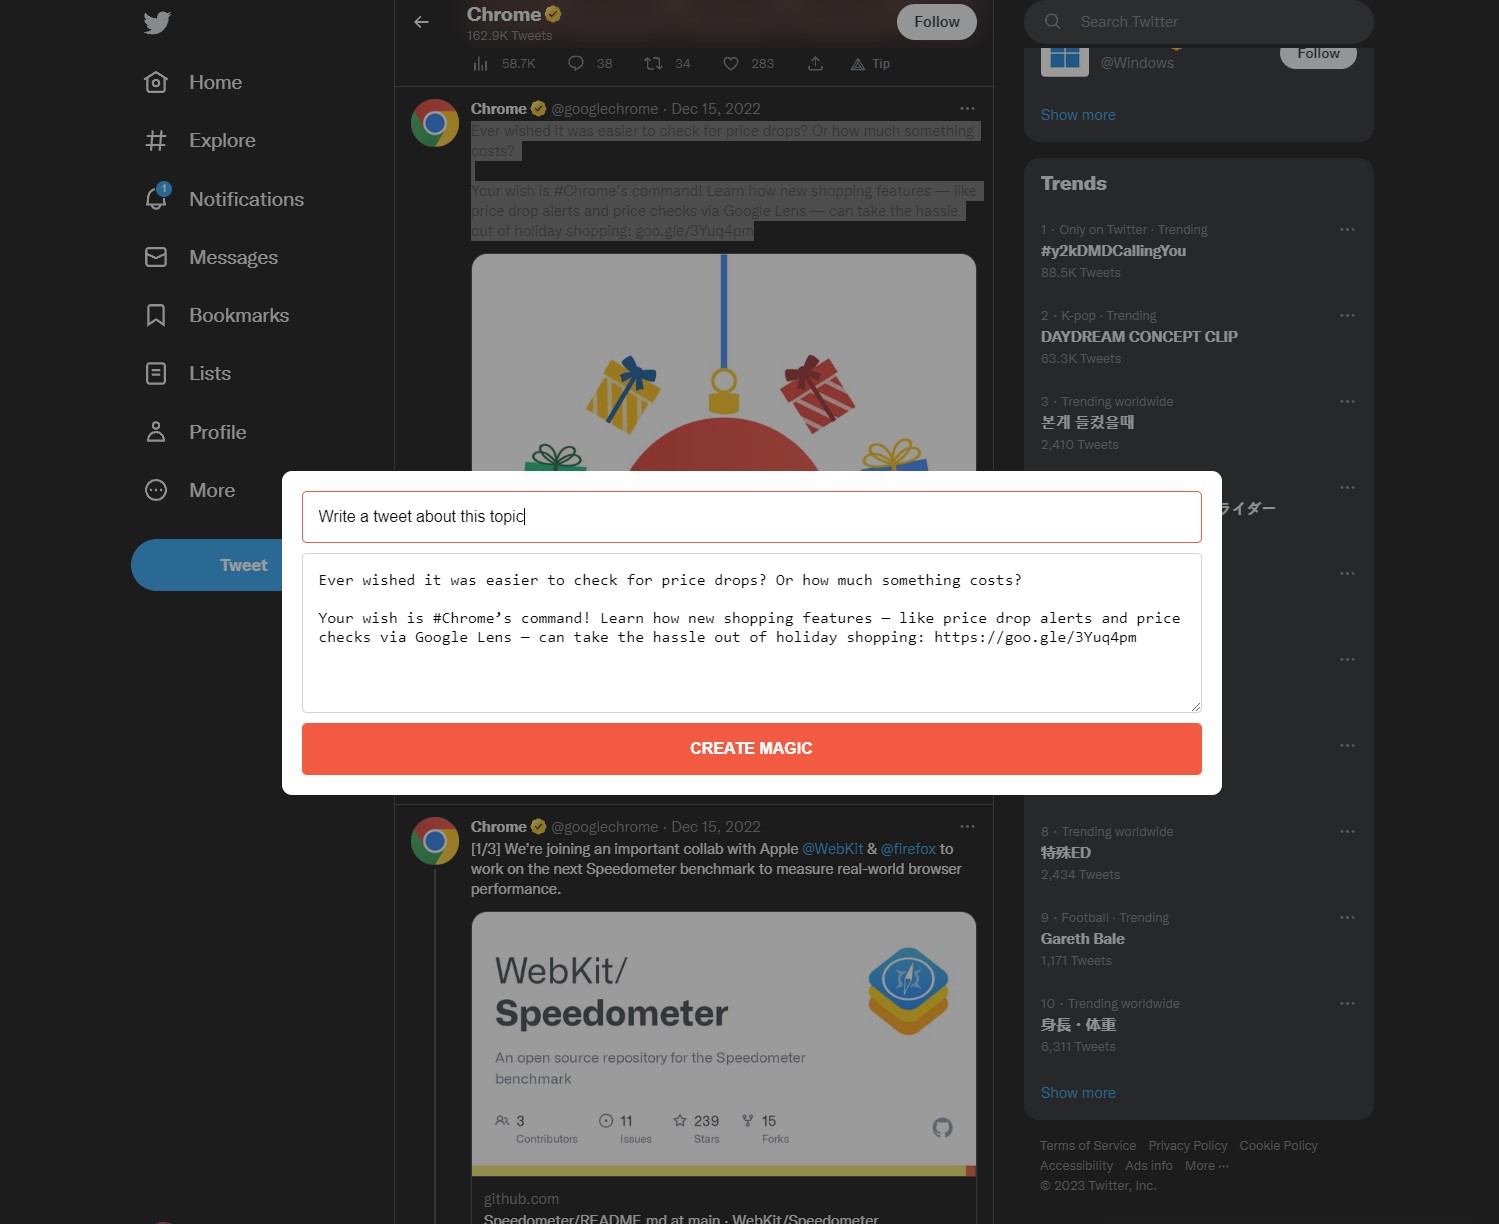 Home
Explore
1
Notifications
Messages
Bookmarks
Lists
Profile
More
Tweet
Chrome
162.9K Tweets
Follow
58.7K 38 34 283 Tip
Chrome @googlechrome · Dec 15, 2022
Ever wished it was easier to check for price drops? Or how much something
costs?
Your wish is #Chrome's command! Learn how new shopping features — like
price drop alerts and price checks via Google Lens — can take the hassle
out of holiday shopping: goo.gle/3Yuq4pm
Write a tweet about this topic
Ever wished it was easier to check for price drops? Or how much something costs?
Your wish is #Chrome’s command! Learn how new shopping features – like price drop alerts and price
checks via Google Lens – can take the hassle out of holiday shopping: https://goo.gle/3Yuq4pm
CREATE MAGIC
Chrome @googlechrome · Dec 15, 2022
[1/3] We’re joining an important collab with Apple @WebKit & @firefox to
work on the next Speedometer benchmark to measure real-world browser
performance.
WebKit/
Speedometer
An open source repository for the Speedometer
benchmark
3 11 239 15
Contributors Issues Stars Forks
github.com
Speedometer/README.md at main · WebKit/Speedometer
Search Twitter
@Windows
Follow
Show more
Trends
1 · Only on Twitter · Trending
#y2kDMDCallingYou
88.5K Tweets
2 · K-pop · Trending
DAYDREAM CONCEPT CLIP
63.3K Tweets
3 · Trending worldwide
본게 들켰을때
2,410 Tweets
ライダー
8 · Trending worldwide
特殊ED
2,434 Tweets
9 · Football · Trending
Gareth Bale
1,171 Tweets
10 · Trending worldwide
身長・体重
6,311 Tweets
Show more
Terms of Service Privacy Policy Cookie Policy
Accessibility Ads info More ···
© 2023 Twitter, Inc.